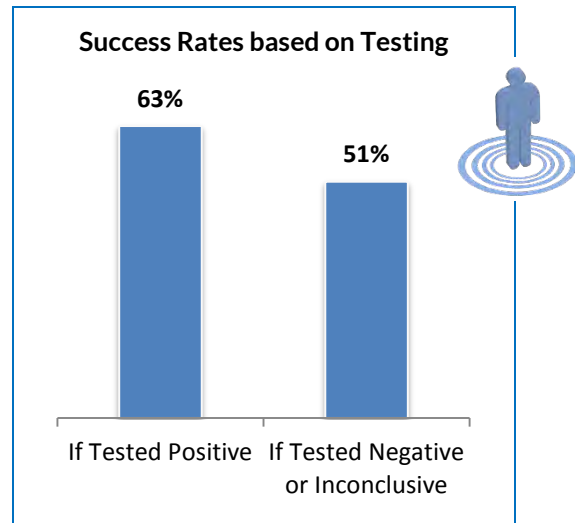 Success Rates based on Testing
63%
51%
If Tested Positive
If Tested Negative
or Inconclusive